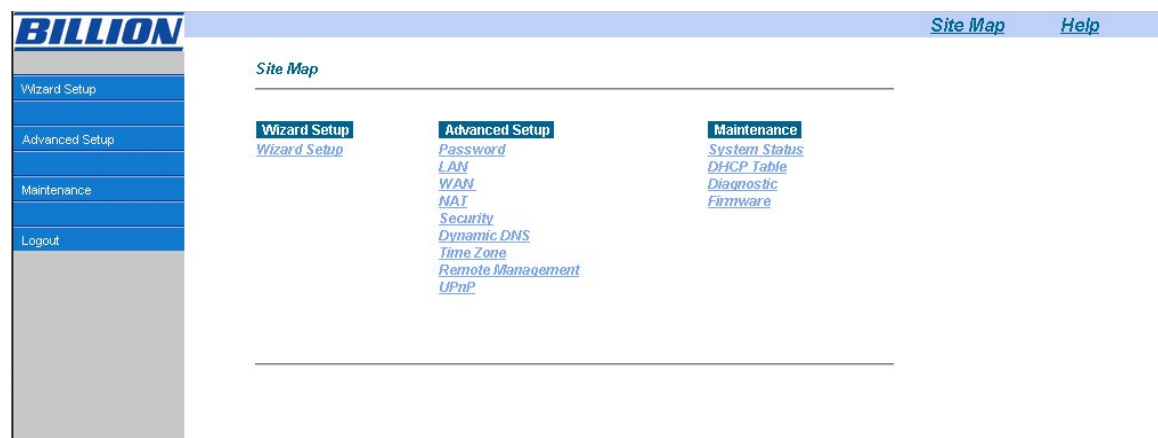 BILLION
Site Map
Help
Wizard Setup
Advanced Setup
Maintenance
Logout
Site Map
Wizard Setup
Wizard Setup
Advanced Setup
Password
LAN
WAN
NAT
Security
Dynamic DNS
Time Zone
Remote Management
UPnP
Maintenance
System Status
DHCP Table
Diagnostic
Firmware